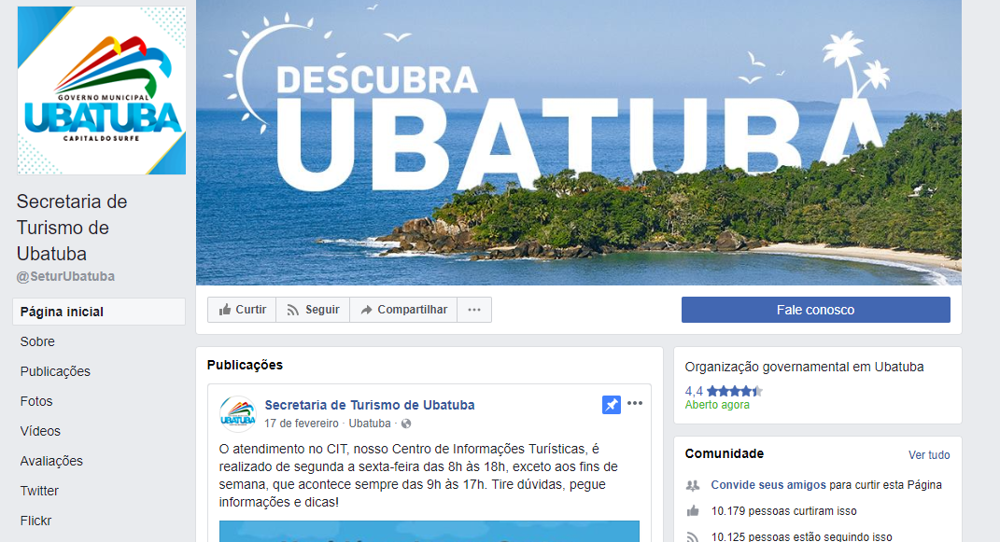 GOVERNO MUNICIPAL
UBATUBA
CAPITAL DO SURFE
DESCUBRA
UBATUBA
Secretaria de
Turismo de
Ubatuba
@SeturUbatuba
Página inicial
Sobre
Publicações
Fotos
Vídeos
Avaliações
Twitter
Flickr
Curtir
Seguir
Compartilhar
Fale conosco
Publicações
UBATUBA
Secretaria de Turismo de Ubatuba
17 de fevereiro · Ubatuba ·
O atendimento no CIT, nosso Centro de Informações Turísticas, é
realizado de segunda a sexta-feira das 8h às 18h, exceto aos fins de
semana, que acontece sempre das 9h às 17h. Tire dúvidas, pegue
informações e dicas!
Organização governamental em Ubatuba
4,4
Aberto agora
Comunidade
Ver tudo
Convide seus amigos para curtir esta Página
10.179 pessoas curtiram isso
10.125 pessoas estão seguindo isso